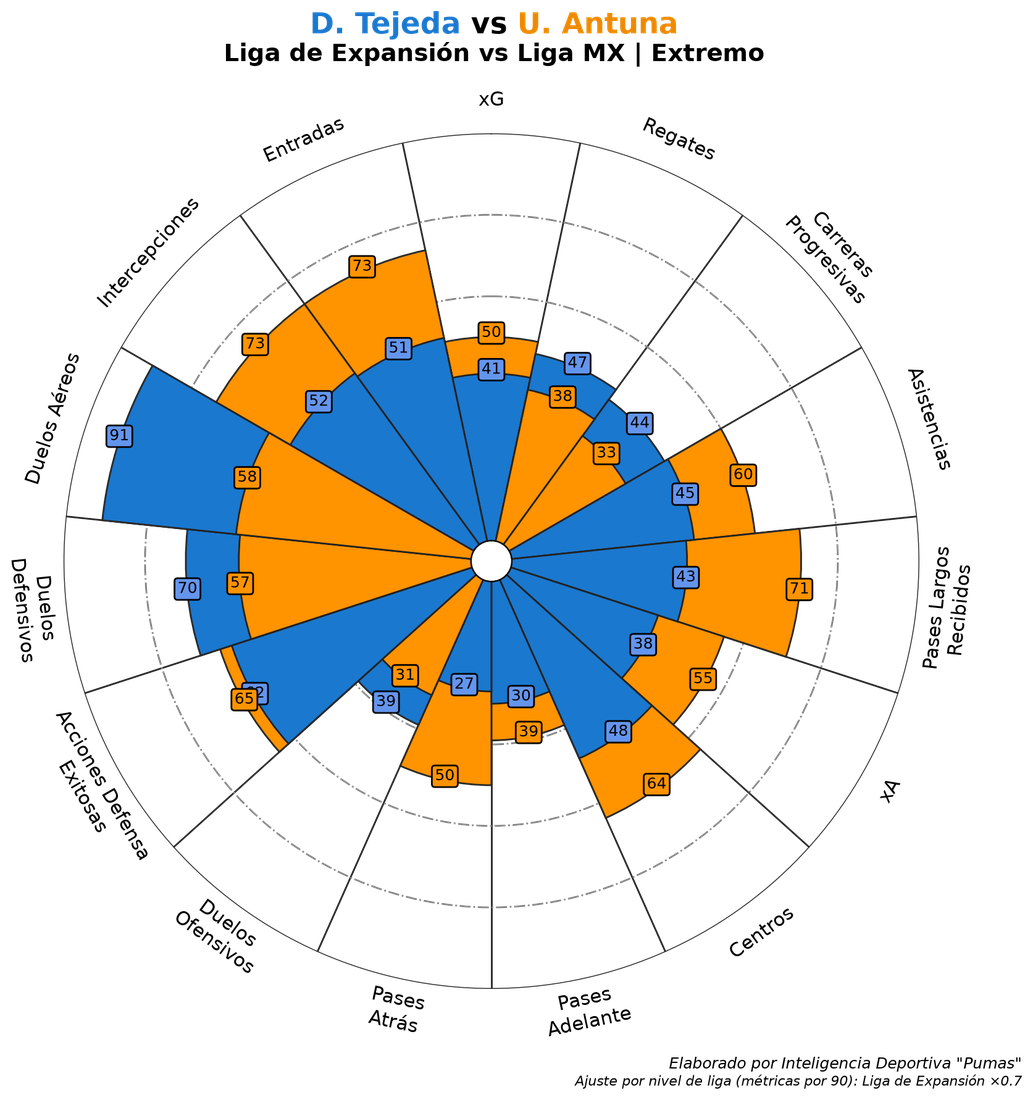 D. Tejeda vs U. Antuna
Liga de Expansión vs Liga MX | Extremo
xG
Regates
Carreras
Progresivas
Asistencias
Pases Largos
Recibidos
xA
Centros
Pases
Adelante
Pases
Atrás
Duelos
Ofensivos
Acciones Defensa
Exitosas
Duelos
Defensivos
Duelos Aéreos
Intercepciones
Entradas
50
41
47
38
44
33
45
60
43
71
38
55
48
64
30
39
27
50
31
39
65
70
57
91
58
73
52
73
51
Elaborado por Inteligencia Deportiva "Pumas"
Ajuste por nivel de liga (métricas por 90): Liga de Expansión ×0.7